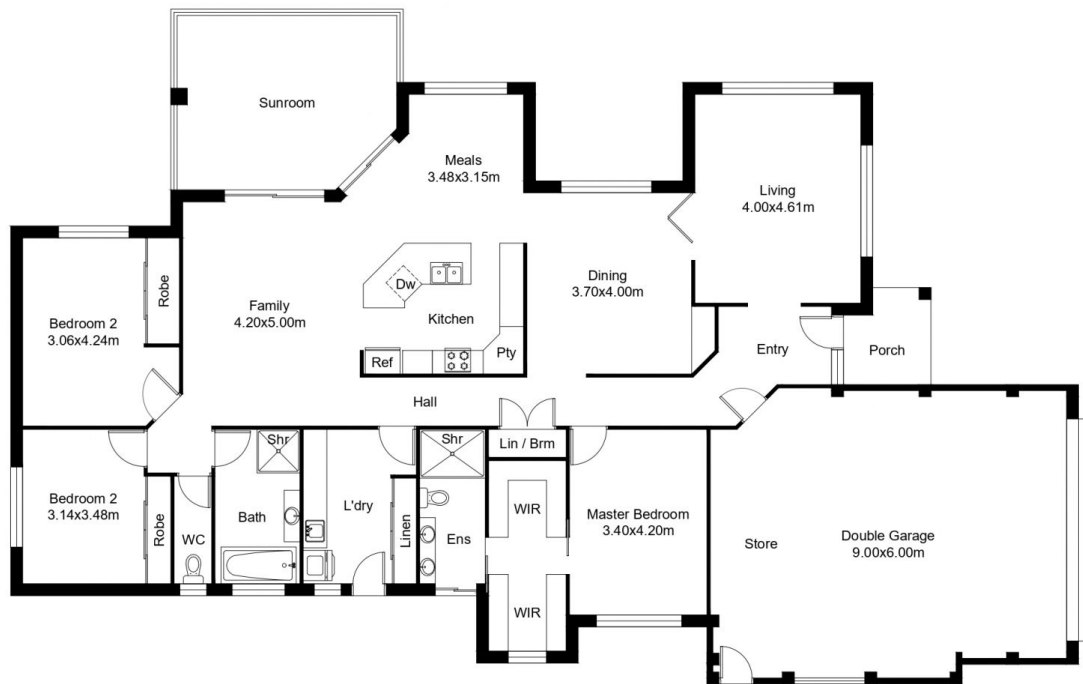 Sunroom
Meals
3.48x3.15m
Living
4.00x4.61m
Robe
Bedroom 2
3.06x4.24m
Family
4.20x5.00m
Dw
Kitchen
Ref
Pty
Dining
3.70x4.00m
Entry
Porch
Hall
Bedroom 2
3.14x3.48m
Robe
WC
Shr
Bath
L'dry
Linen
Shr
Ens
Lin / Brm
WIR
WIR
Master Bedroom
3.40x4.20m
Store
Double Garage
9.00x6.00m